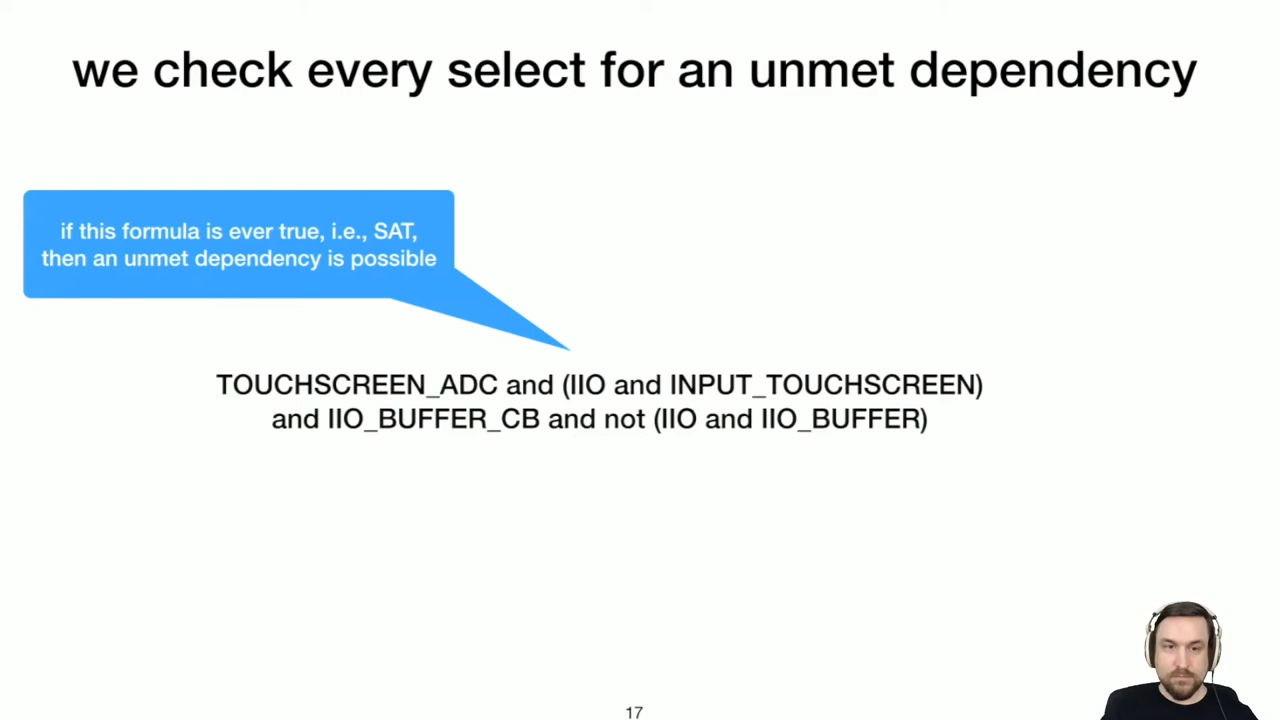 we check every select for an unmet dependency
if this formula is ever true, i.e., SAT,
then an unmet dependency is possible
TOUCHSCREEN_ADC and (IIO and INPUT_TOUCHSCREEN)
and IIO_BUFFER_CB and not (IIO and IIO_BUFFER)
17